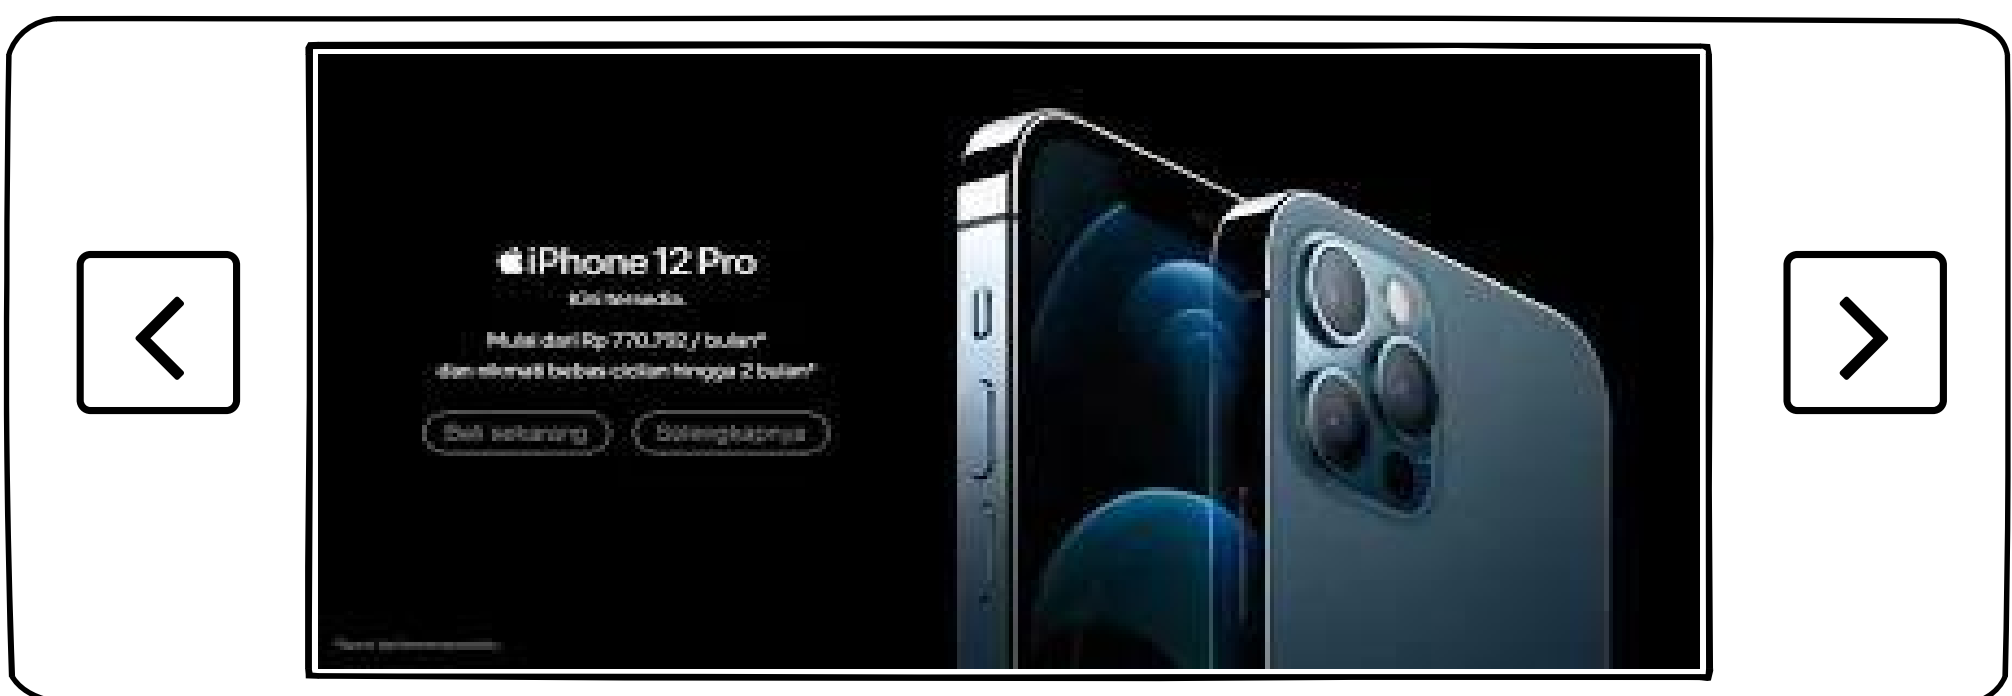 iPhone 12 Pro
Kini tersedia.
Mulai dari Rp 770.792 / bulan*
dan nikmati bebas cicilan hingga 2 bulan*
Beli sekarang Selengkapnya